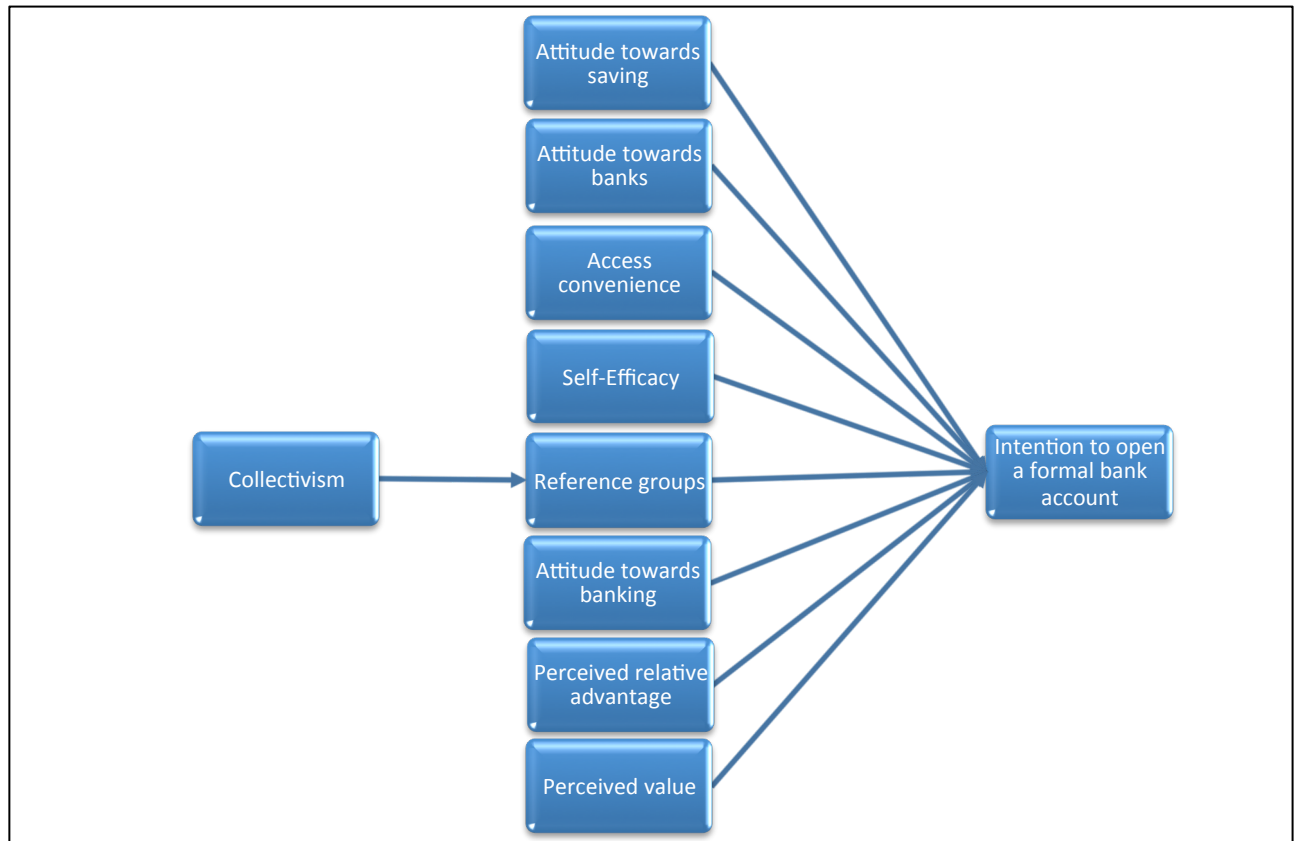 Attitude towards
saving
Attitude towards
banks
Access
convenience
Self-Efficacy
Collectivism
Reference groups
Intention to open
a formal bank
account
Attitude towards
banking
Perceived relative
advantage
Perceived value